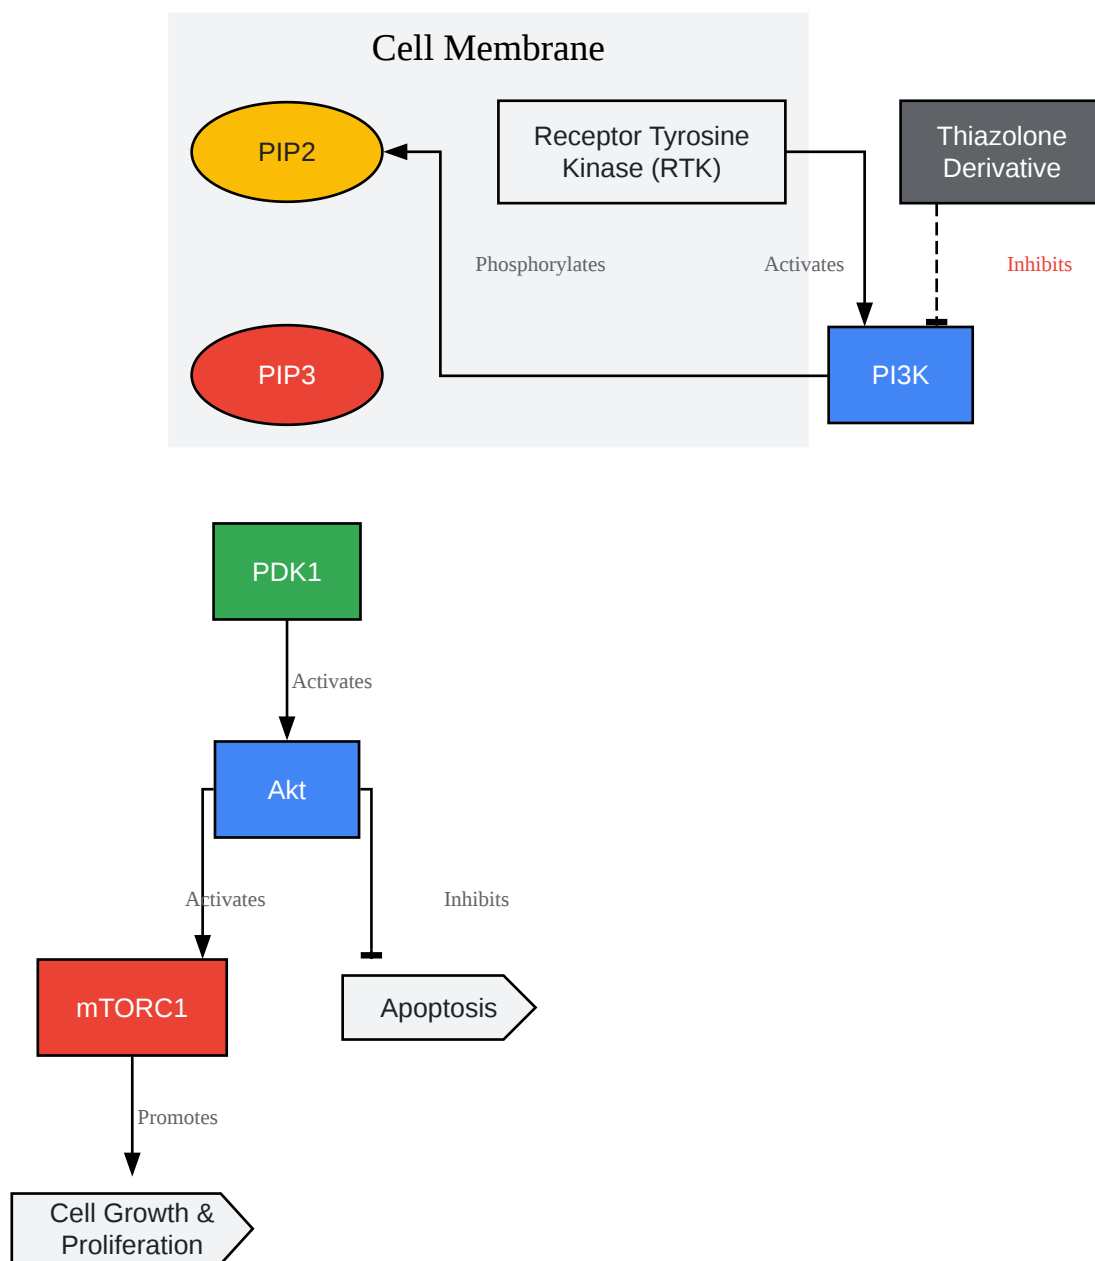 Cell Membrane
PIP2
Receptor Tyrosine
Kinase (RTK)
Thiazolone
Derivative
Phosphorylates
Activates
Inhibits
PIP3
PI3K
PDK1
Activates
Akt
Activates
Inhibits
mTORC1
Apoptosis
Promotes
Cell Growth &
Proliferation